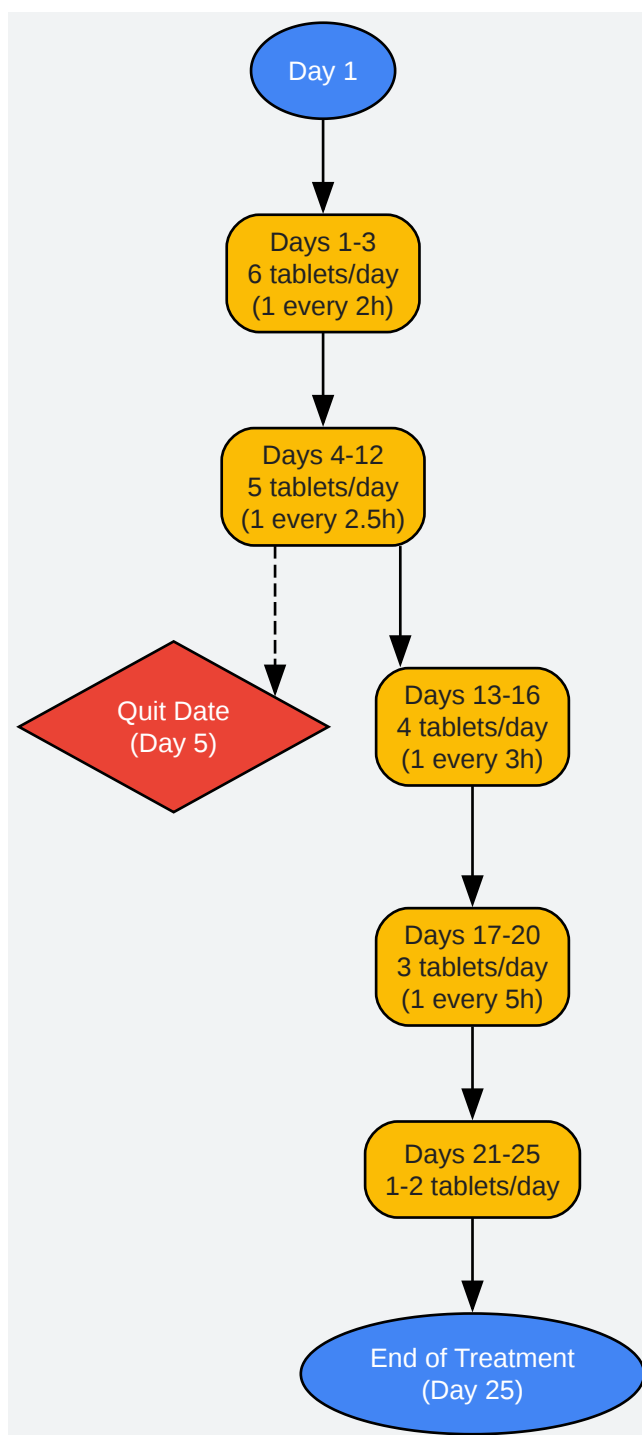 Day 1
Days 1-3
6 tablets/day
(1 every 2h)
Days 4-12
5 tablets/day
(1 every 2.5h)
Quit Date
(Day 5)
Days 13-16
4 tablets/day
(1 every 3h)
Days 17-20
3 tablets/day
(1 every 5h)
Days 21-25
1-2 tablets/day
End of Treatment
(Day 25)